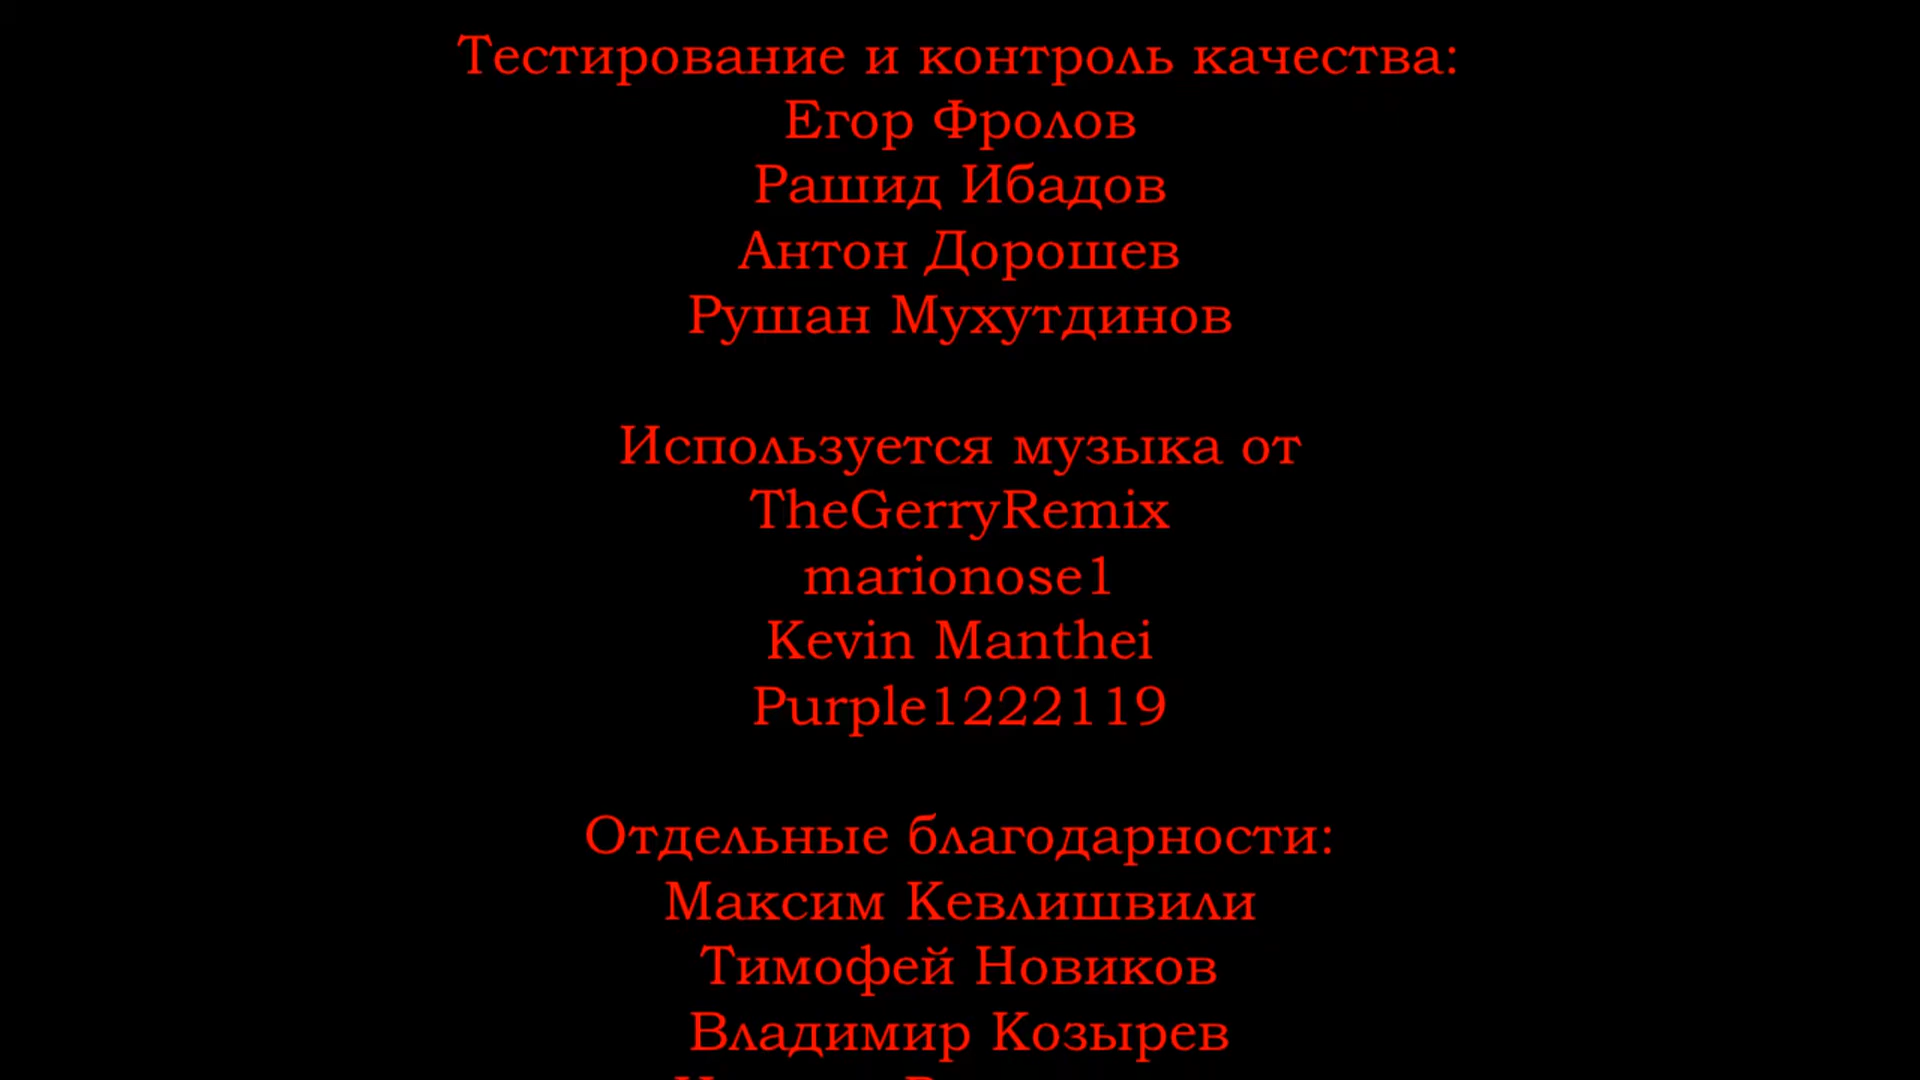 Тестирование и контроль качества:
Егор Фролов
Рашид Ибадов
Антон Дорошев
Рушан Мухутдинов
Используется музыка от
TheGerryRemix
marionose1
Kevin Manthei
Purple1222119
Отдельные благодарности:
Максим Кевлишвили
Тимофей Новиков
Владимир Козырев